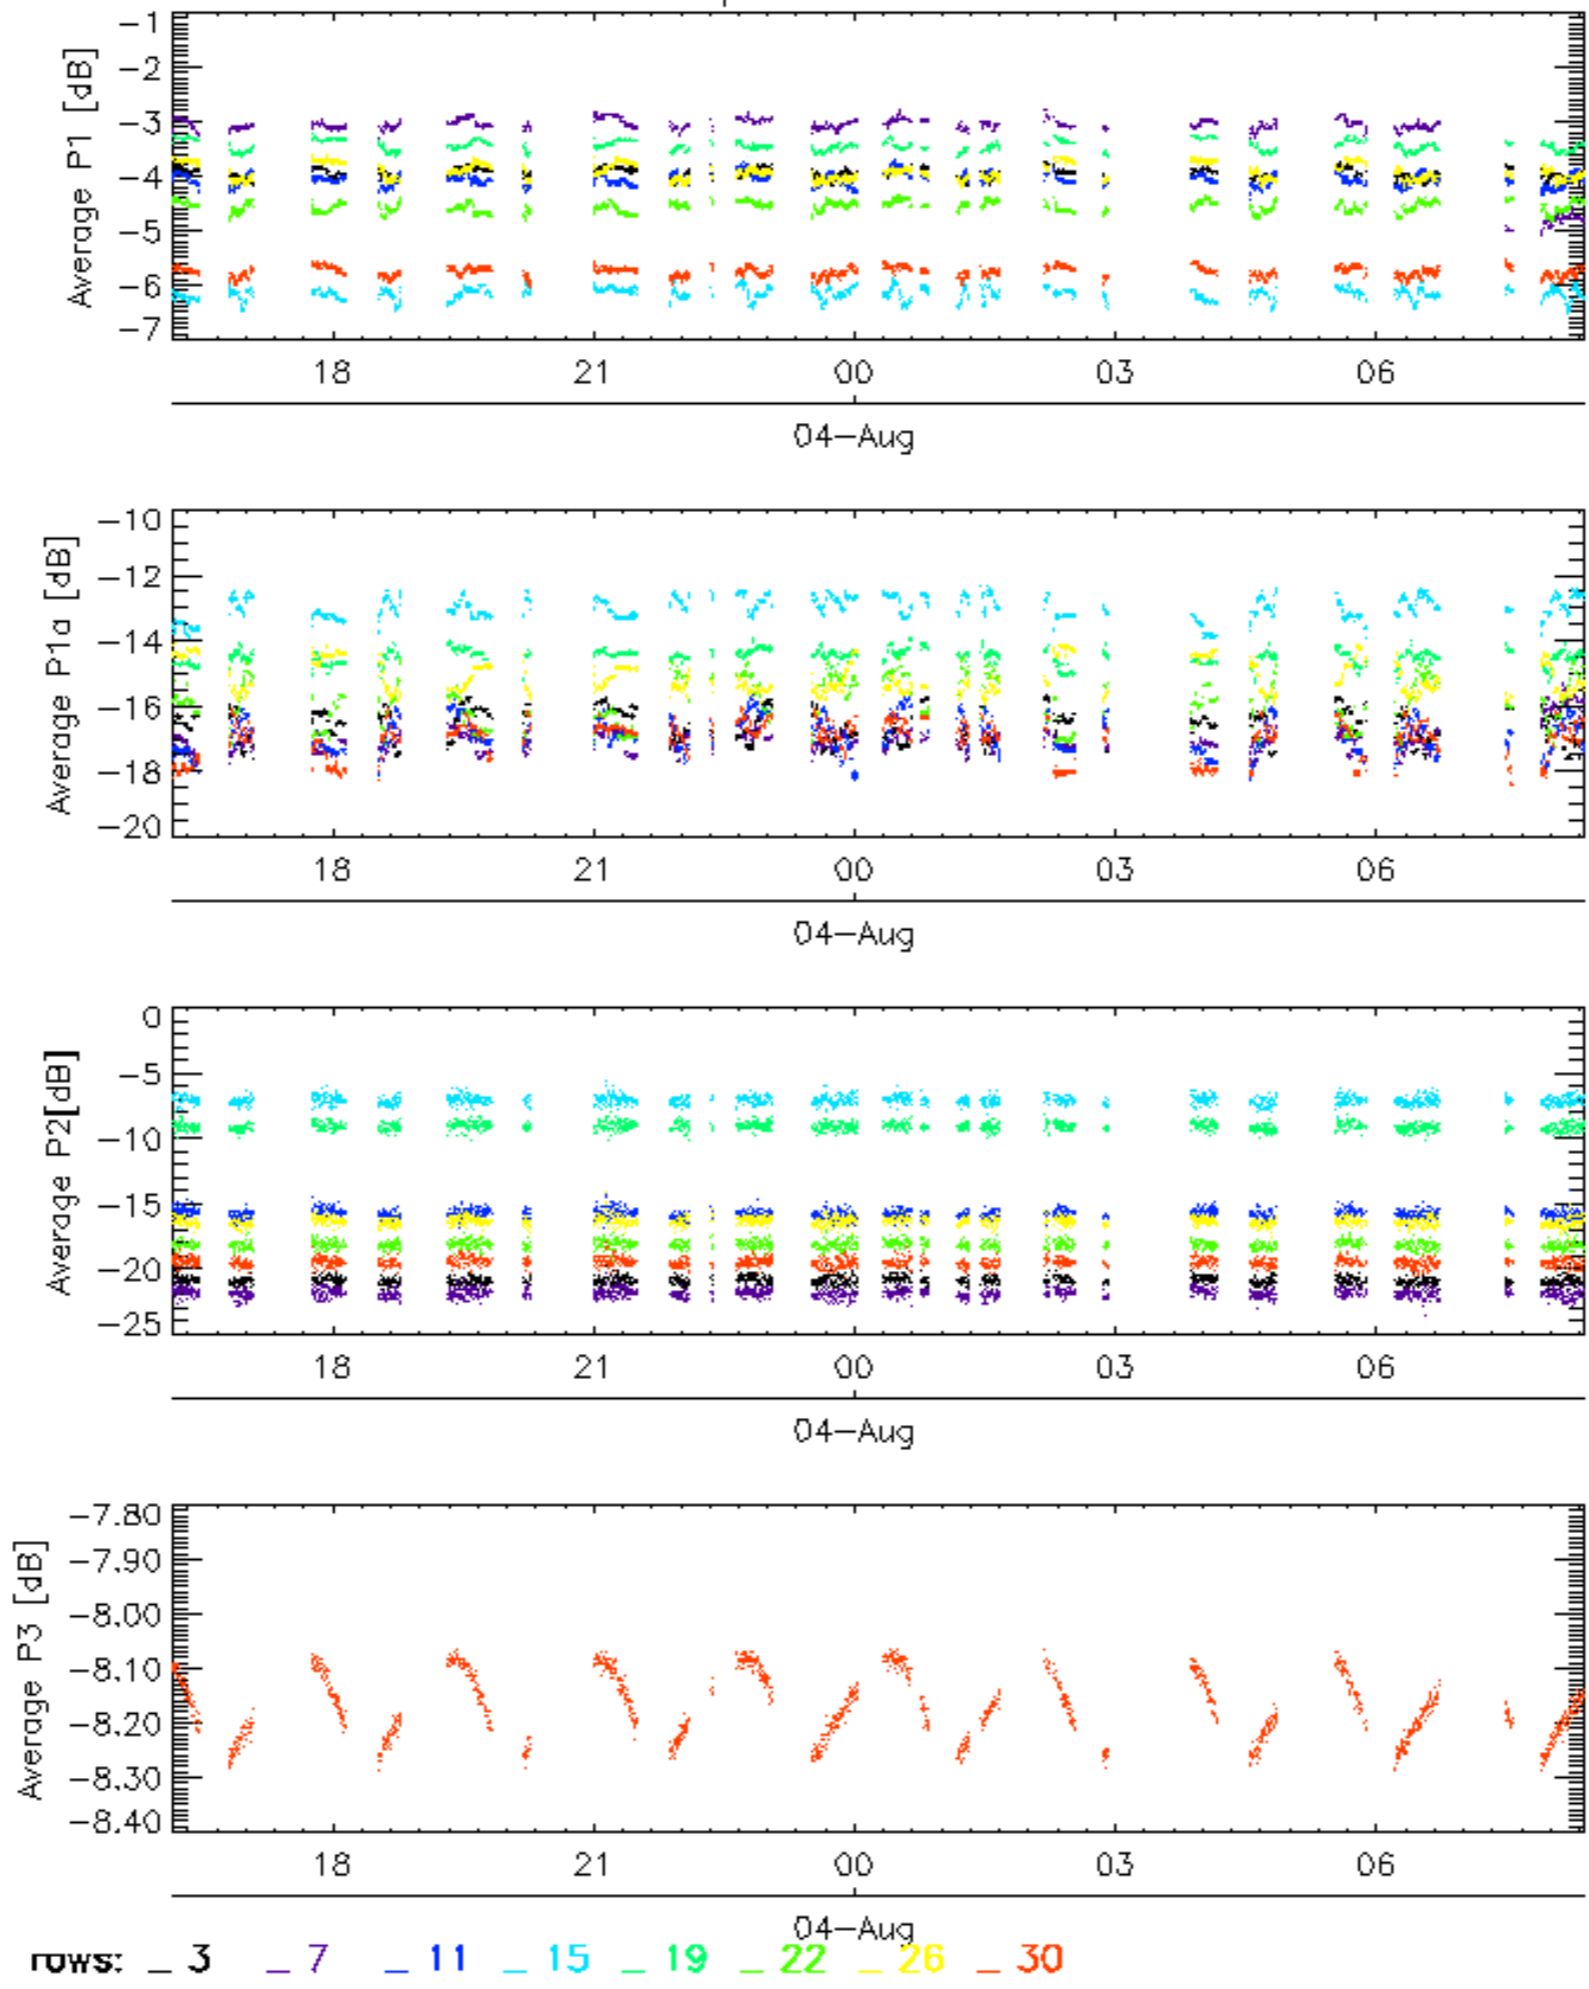 Average P1 [dB]
-1
-2
-3
-4
-5
-6
-7
18 21 00 03 06
04-Aug
Average P1a [dB]
-10
-12
-14
-16
-18
-20
18 21 00 03 06
04-Aug
Average P2[dB]
0
-5
-10
-15
-20
-25
18 21 00 03 06
04-Aug
Average P3 [dB]
-7.80
-7.90
-8.00
-8.10
-8.20
-8.30
-8.40
18 21 00 03 06
04-Aug
rows: _ 3 _ 7 _ 11 _ 15 _ 19 _ 22 _ 26 _ 30